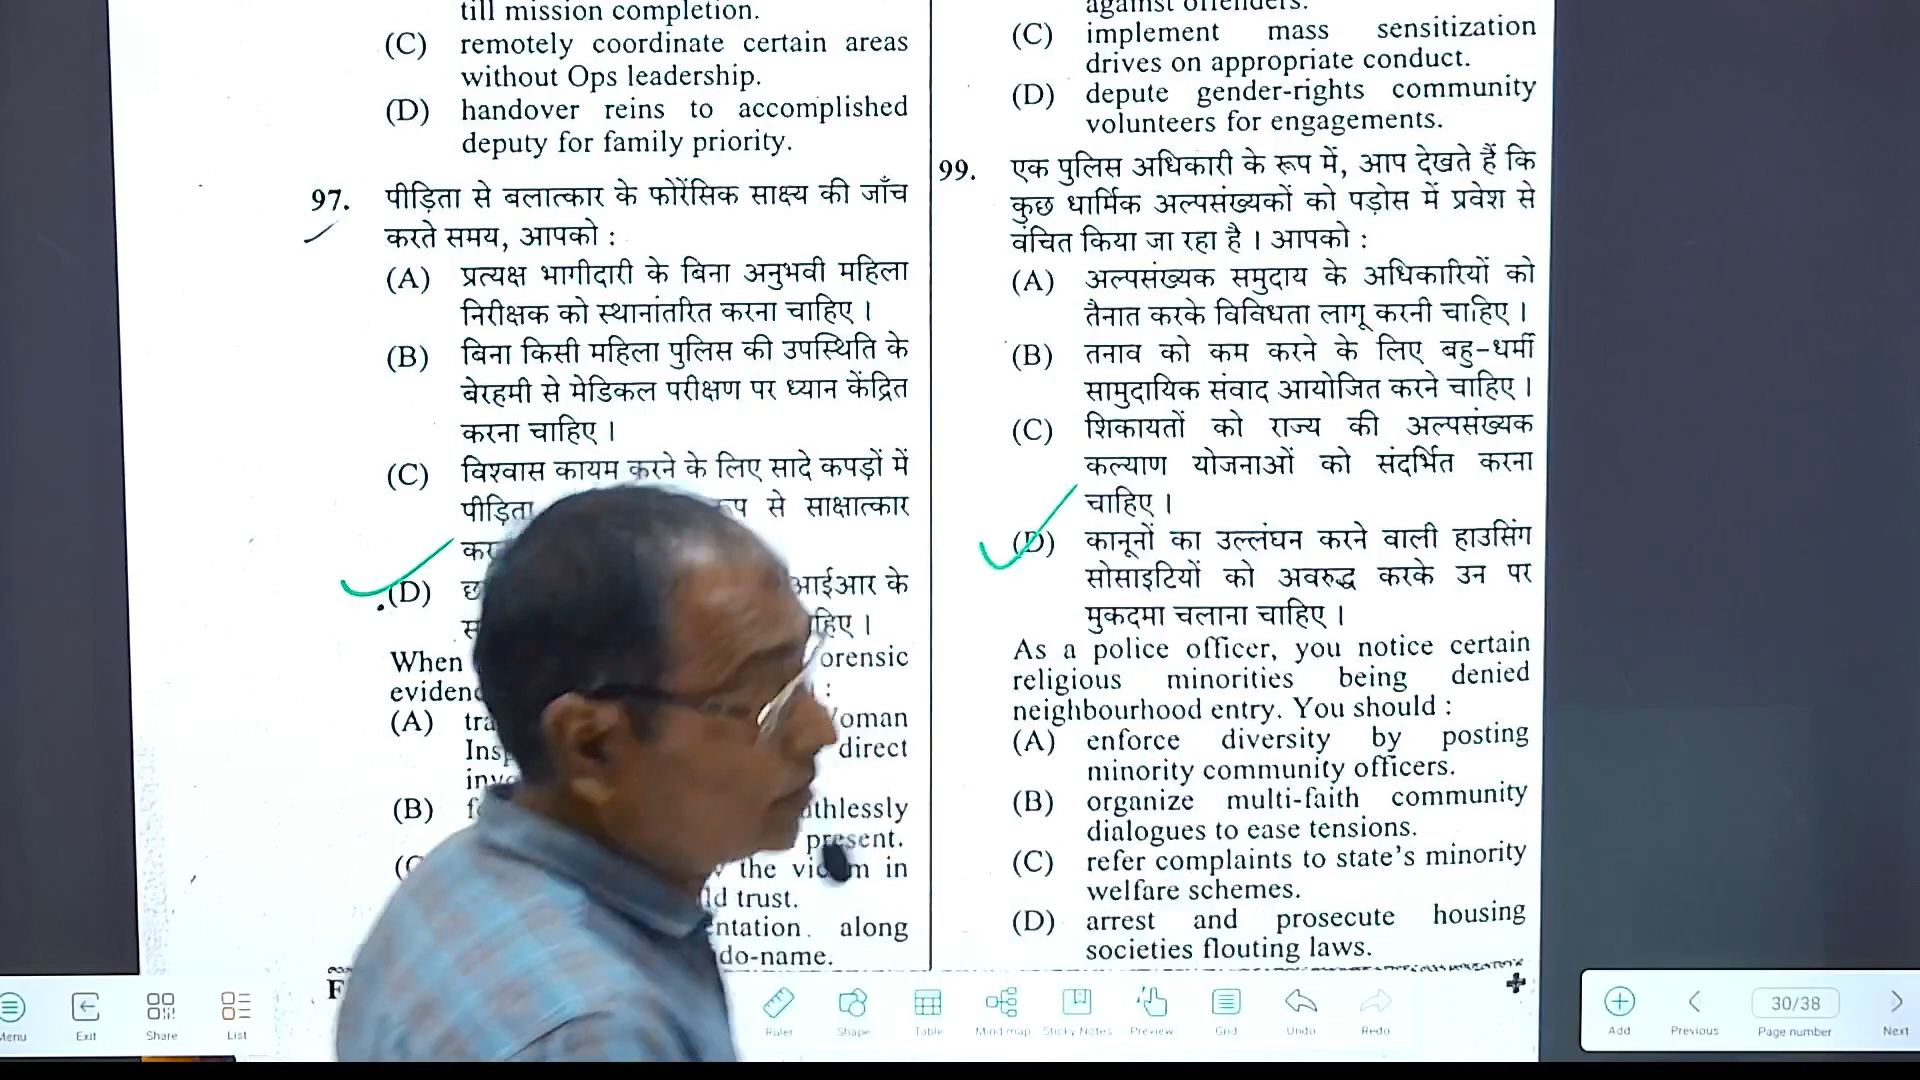 till mission completion.
(C) remotely coordinate certain areas
without Ops leadership.
(D) handover reins to accomplished
deputy for family priority.
97. पीड़िता से बलात्कार के फोरेंसिक साक्ष्य की जाँच
करते समय, आपको :
(A) प्रत्यक्ष भागीदारी के बिना अनुभवी महिला
निरीक्षक को स्थानांतरित करना चाहिए ।
(B) बिना किसी महिला पुलिस की उपस्थिति के
बेरहमी से मेडिकल परीक्षण पर ध्यान केंद्रित
करना चाहिए ।
(C) विश्वास कायम करने के लिए सादे कपड़ों में
पीड़िता से साक्षात्कार
(D) आईआर के
When orensic
:
(A) oman
direct
(B) thlessly
present.
the victim in
ld trust.
ntation along
do-name.
against offenders.
(C) implement mass sensitization
drives on appropriate conduct.
(D) depute gender-rights community
volunteers for engagements.
99. एक पुलिस अधिकारी के रूप में, आप देखते हैं कि
कुछ धार्मिक अल्पसंख्यकों को पड़ोस में प्रवेश से
वंचित किया जा रहा है । आपको :
(A) अल्पसंख्यक समुदाय के अधिकारियों को
तैनात करके विविधता लागू करनी चाहिए ।
(B) तनाव को कम करने के लिए बहु-धर्मी
सामुदायिक संवाद आयोजित करने चाहिए ।
(C) शिकायतों को राज्य की अल्पसंख्यक
कल्याण योजनाओं को संदर्भित करना
चाहिए ।
(D) कानूनों का उल्लंघन करने वाली हाउसिंग
सोसाइटियों को अवरुद्ध करके उन पर
मुकदमा चलाना चाहिए ।
As a police officer, you notice certain
religious minorities being denied
neighbourhood entry. You should :
(A) enforce diversity by posting
minority community officers.
(B) organize multi-faith community
dialogues to ease tensions.
(C) refer complaints to state's minority
welfare schemes.
(D) arrest and prosecute housing
societies flouting laws.
Menu Exit Share List Ruler Shape Table Mind map Sticky Notes Preview Grid Undo Redo Add Previous 30/38 Page number Next